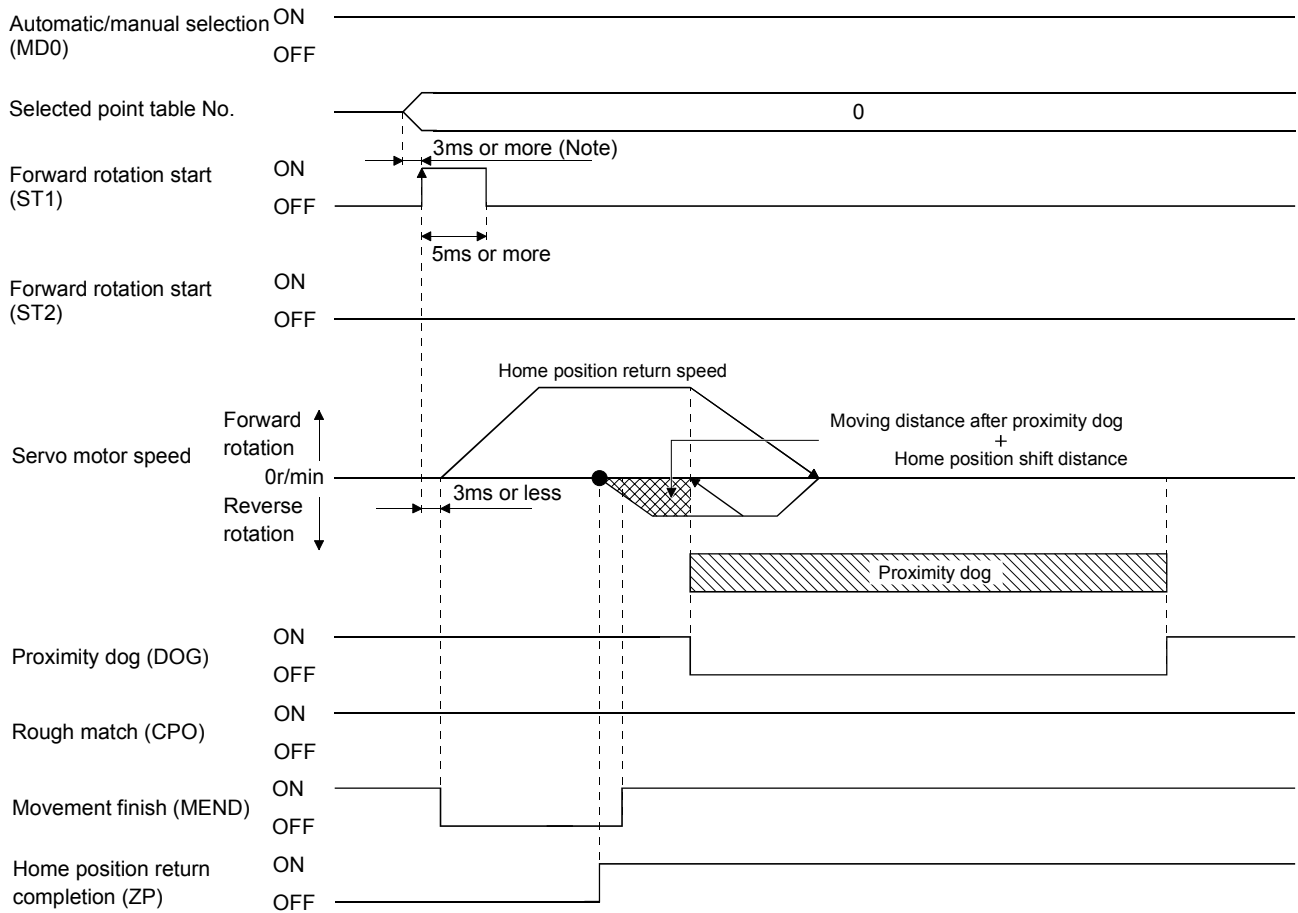 Automatic/manual selection
(MD0)
ON
OFF
Selected point table No.
0
3ms or more (Note)
Forward rotation start
(ST1)
ON
OFF
5ms or more
Forward rotation start
(ST2)
ON
OFF
Home position return speed
Servo motor speed
Forward
rotation
0r/min
Reverse
rotation
3ms or less
Moving distance after proximity dog
+
Home position shift distance
Proximity dog
Proximity dog (DOG)
ON
OFF
Rough match (CPO)
ON
OFF
Movement finish (MEND)
ON
OFF
Home position return
completion (ZP)
ON
OFF